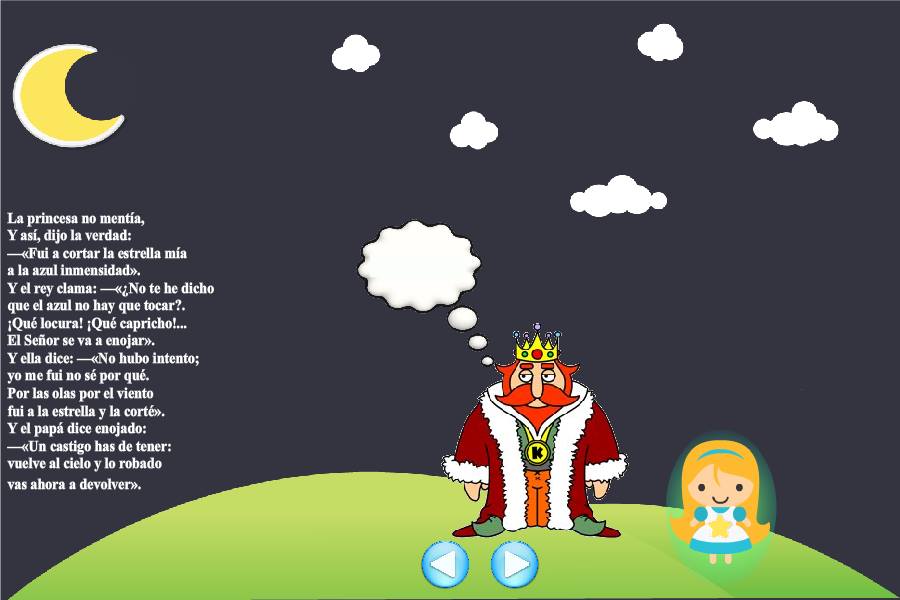 La princesa no mentía,
Y así, dijo la verdad:
—«Fui a cortar la estrella mía
a la azul inmensidad».
Y el rey clama: —«¿No te he dicho
que el azul no hay que tocar?.
¡Qué locura! ¡Qué capricho!...
El Señor se va a enojar».
Y ella dice: —«No hubo intento;
yo me fui no sé por qué.
Por las olas por el viento
fui a la estrella y la corté».
Y el papá dice enojado:
—«Un castigo has de tener:
vuelve al cielo y lo robado
vas ahora a devolver».
K